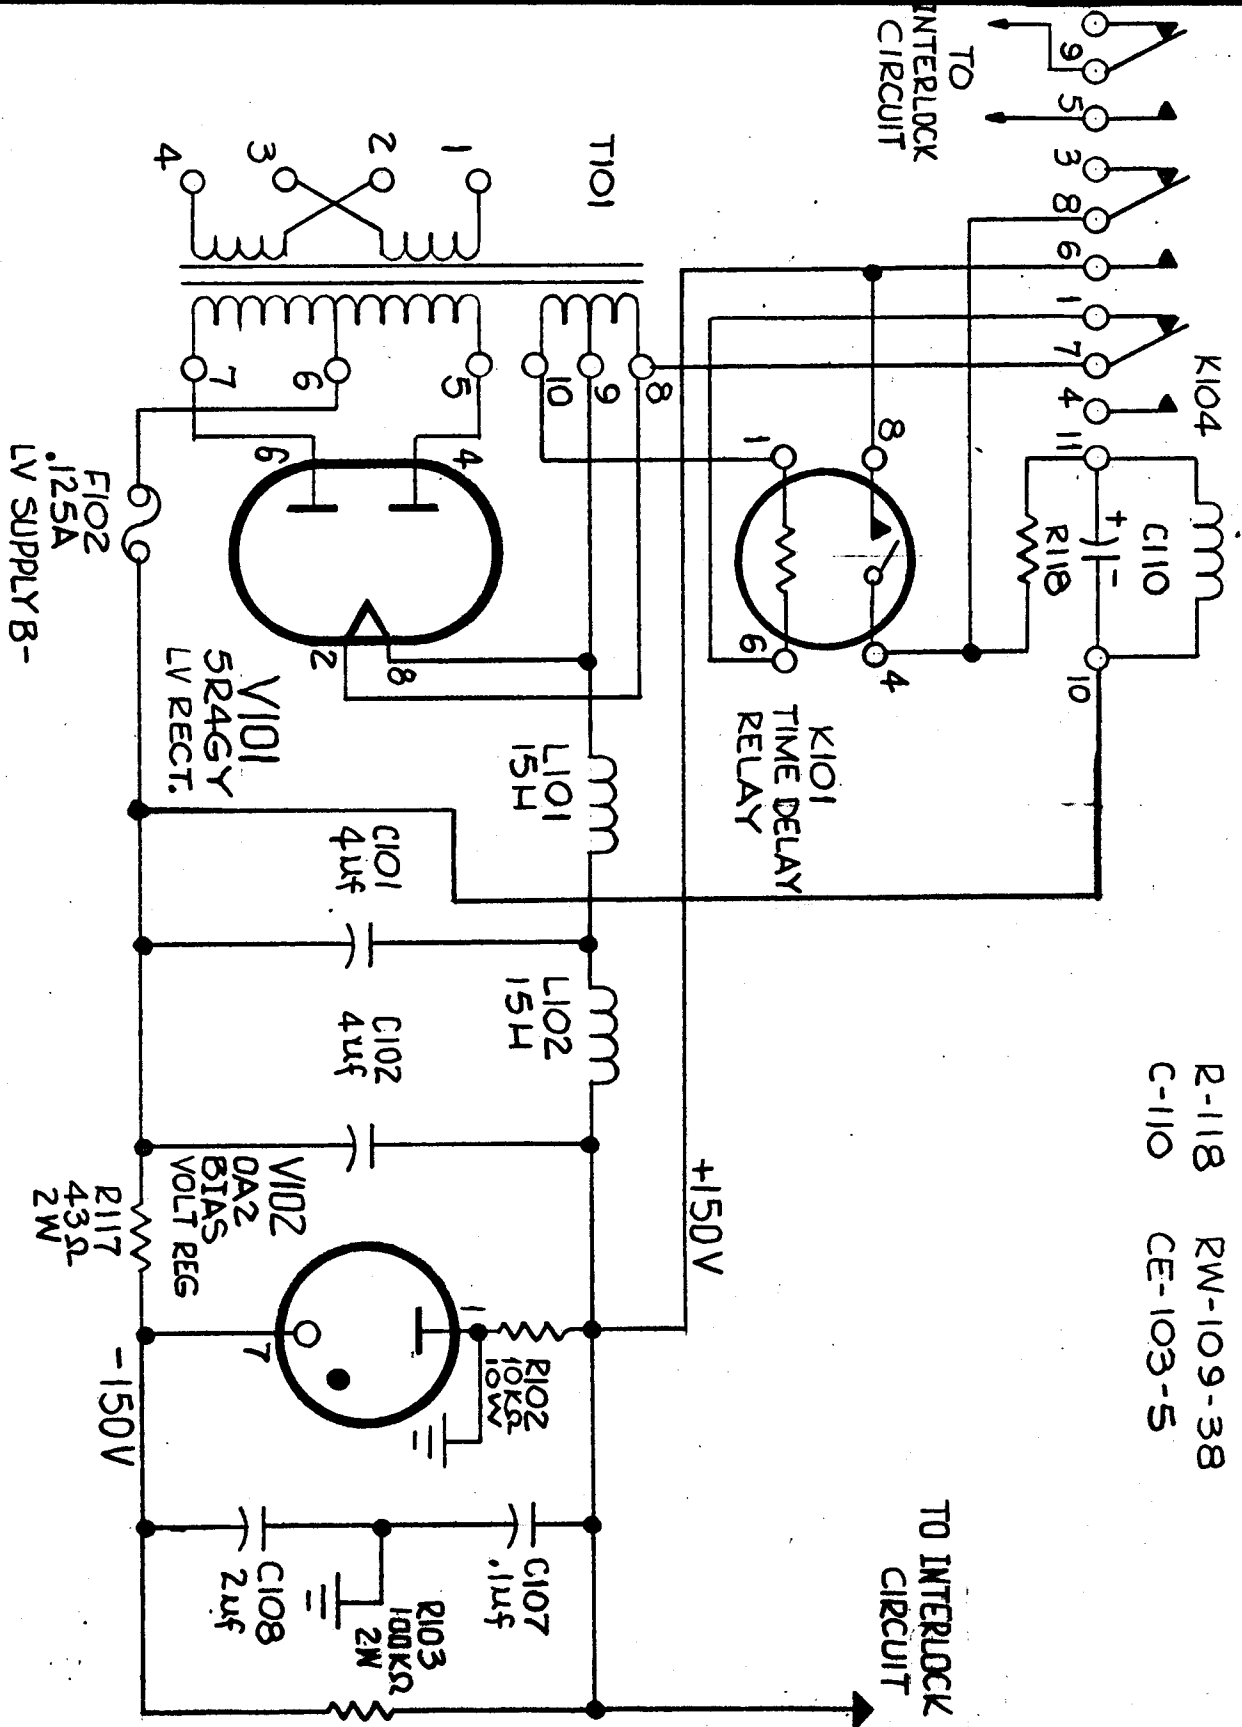 TO
INTERLOCK
CIRCUIT
9
5
3
8
6
1
7
4
11
10
K104
C110
+
-
R118
T101
1
2
3
4
5
6
7
8
9
10
1
8
6
4
K101
TIME DELAY
RELAY
4
6
2
8
V101
5R4GY
LV RECT.
F102
.125A
LV SUPPLY B-
L101
15H
C101
4uf
L102
15H
C102
4uf
+150V
V102
OA2
BIAS
VOLT REG
R117
43Ω
2W
1
7
R102
10KΩ
10W
-150V
C107
.1uf
C108
2uf
R103
100KΩ
2W
TO INTERLOCK
CIRCUIT
R-118 RW-109-38
C-110 CE-103-5